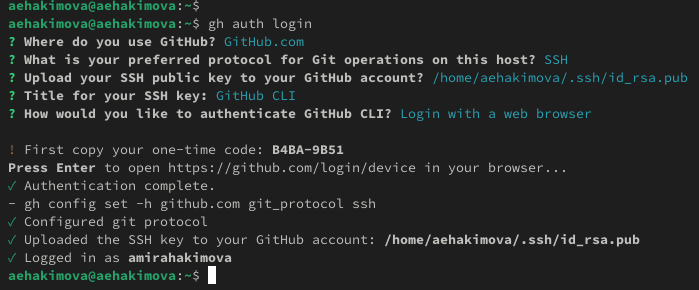 aehakimova@aehakimova:~$
aehakimova@aehakimova:~$ gh auth login
? Where do you use GitHub? GitHub.com
? What is your preferred protocol for Git operations on this host? SSH
? Upload your SSH public key to your GitHub account? /home/aehakimova/.ssh/id_rsa.pub
? Title for your SSH key: GitHub CLI
? How would you like to authenticate GitHub CLI? Login with a web browser
! First copy your one-time code: B4BA-9B51
Press Enter to open https://github.com/login/device in your browser...
✓ Authentication complete.
- gh config set -h github.com git_protocol ssh
✓ Configured git protocol
✓ Uploaded the SSH key to your GitHub account: /home/aehakimova/.ssh/id_rsa.pub
✓ Logged in as amirahakimova
aehakimova@aehakimova:~$